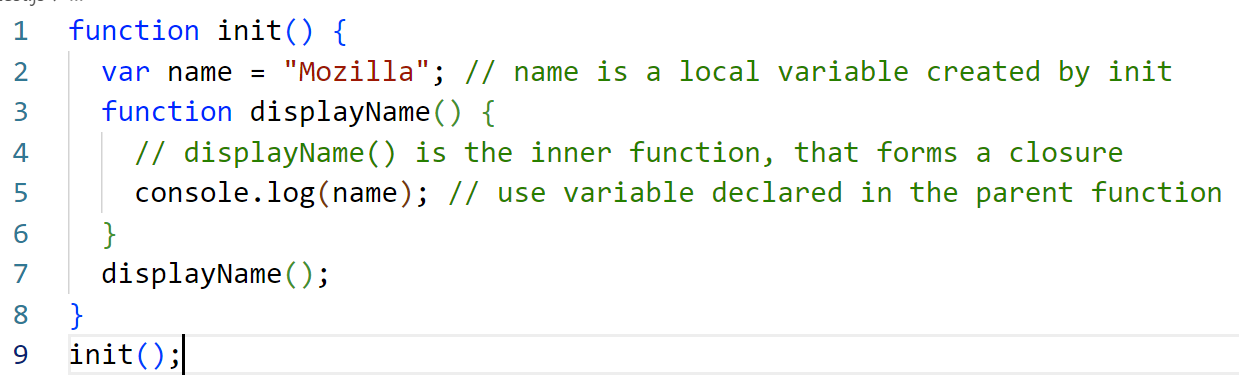 1 function init() {
2 var name = "Mozilla"; // name is a local variable created by init
3 function displayName() {
4 // displayName() is the inner function, that forms a closure
5 console.log(name); // use variable declared in the parent function
6 }
7 displayName();
8 }
9 init();